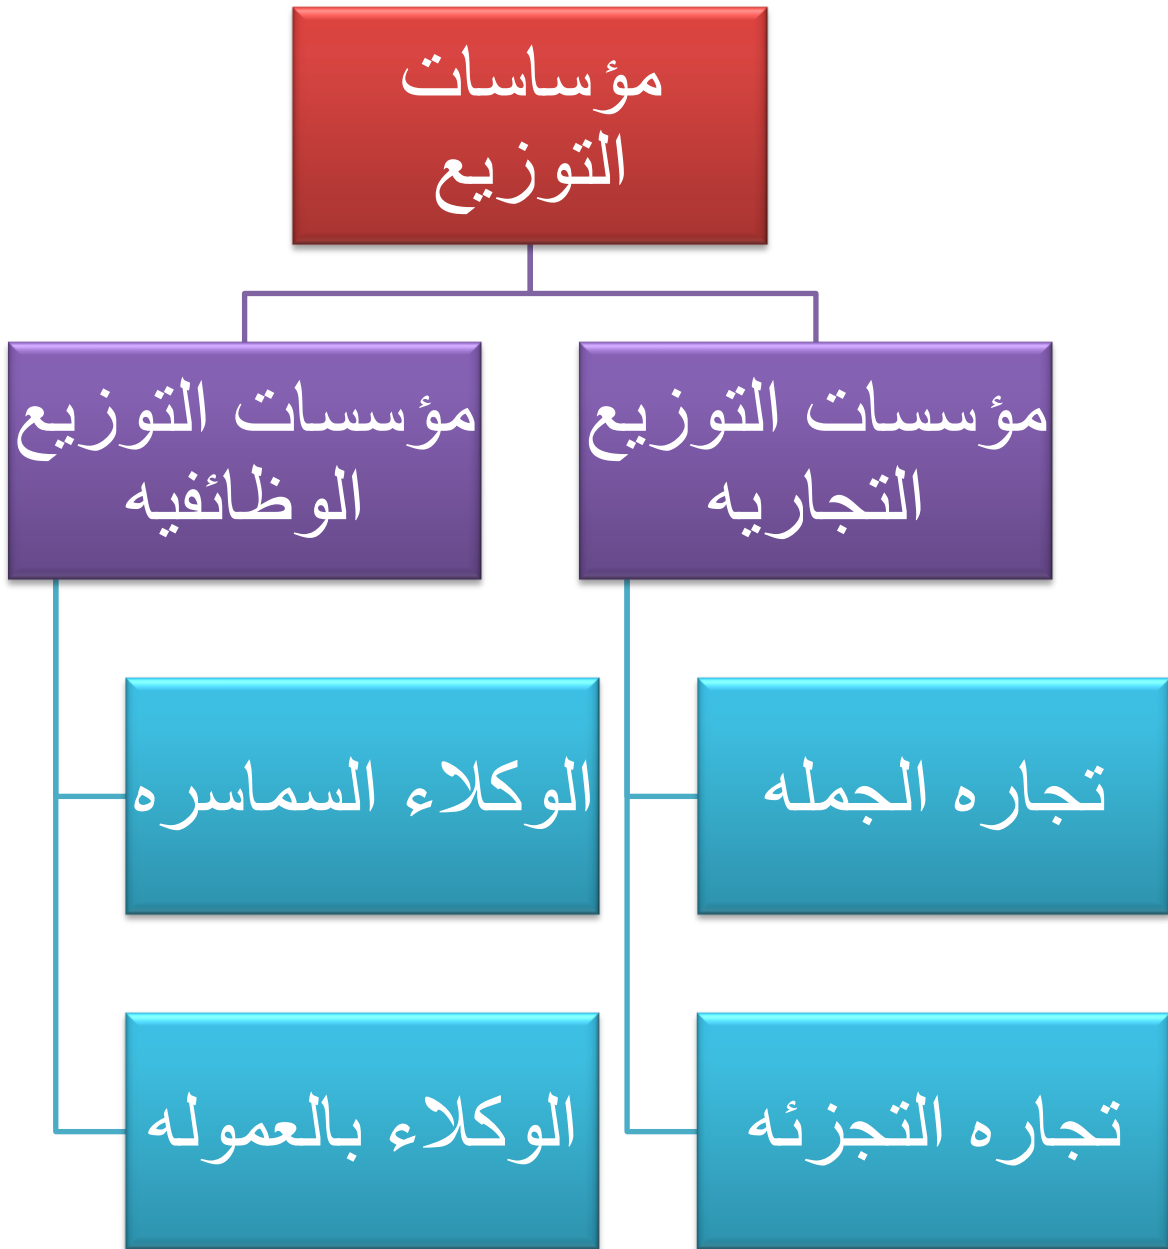 مؤساسات
التوزيع
مؤسسات التوزيع
التجاريه
مؤسسات التوزيع
الوظائفيه
تجاره الجمله
الوكلاء السماسره
تجاره التجزئه
الوكلاء بالعموله